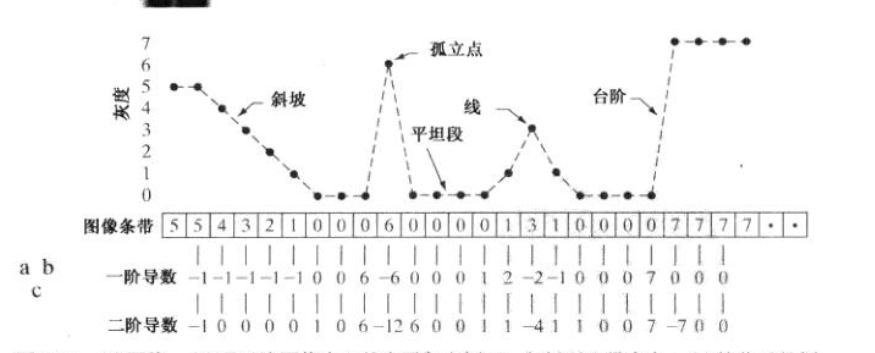 7
6 孤立点
5
4 斜坡
灰度 3 线 台阶
2 平坦段
1
0
图像条带 5 5 4 3 2 1 0 0 0 6 0 0 0 0 1 3 1 0 0 0 0 7 7 7 7 • •
a b
c
一阶导数 -1 -1 -1 -1 -1 0 0 6 -6 0 0 0 1 2 -2 -1 0 0 0 7 0 0 0
二阶导数 -1 0 0 0 0 1 0 6 -12 6 0 0 1 1 -4 1 1 0 0 7 -7 0 0